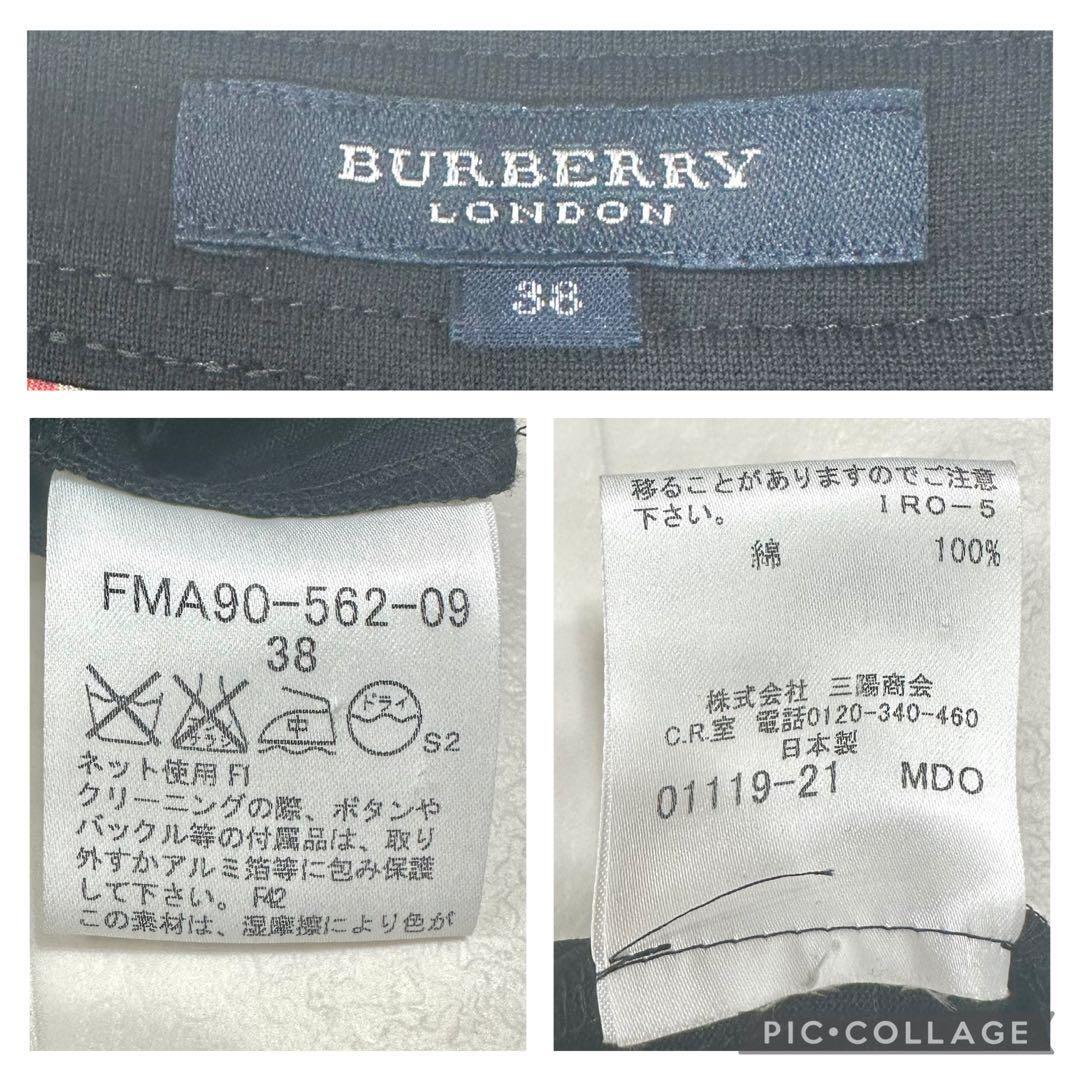 BURBERRY
LONDON
38
FMA90-562-09
38
中
ドライ
S2
ネット使用 F1
クリーニングの際、ボタンや
バックル等の付属品は、取り
外すかアルミ箔等に包み保護
して下さい。 F42
この素材は、湿摩擦により色が
移ることがありますのでご注意
下さい。 IRO-5
綿 100%
株式会社 三陽商会
C.R.室 電話0120-340-460
日本製
01119-21 MDO
PIC•COLLAGE